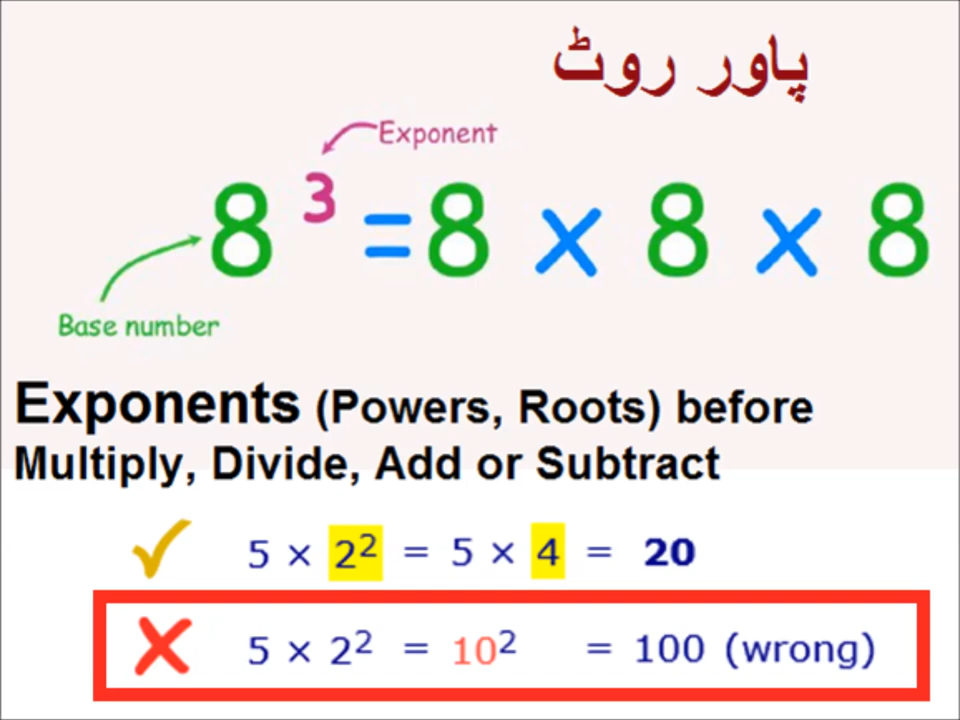 پاور روٹ
Exponent
8³ = 8 × 8 × 8
Base number
Exponents (Powers, Roots) before
Multiply, Divide, Add or Subtract
5 × 2² = 5 × 4 = 20
5 × 2² = 10² = 100 (wrong)